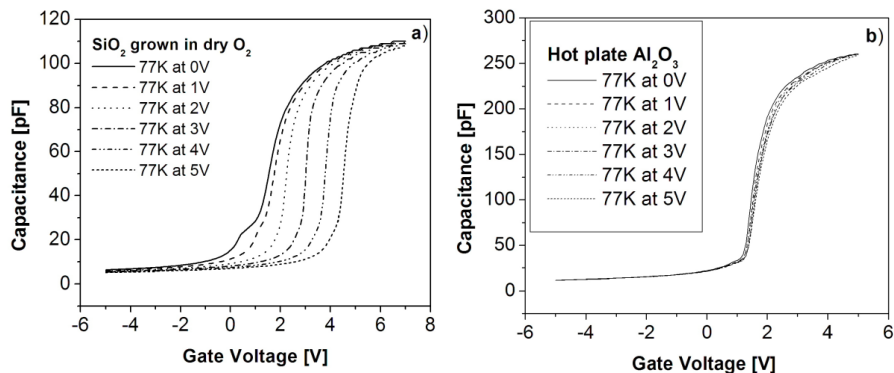 a)
SiO₂ grown in dry O₂
77K at 0V
77K at 1V
77K at 2V
77K at 3V
77K at 4V
77K at 5V
120
100
80
60
40
20
0
Capacitance [pF]
-4 -2 0 2 4 6 8
Gate Voltage [V]
b)
Hot plate Al₂O₃
77K at 0V
77K at 1V
77K at 2V
77K at 3V
77K at 4V
77K at 5V
300
250
200
150
100
50
0
Capacitance [pF]
-6 -4 -2 0 2 4 6
Gate Voltage [V]